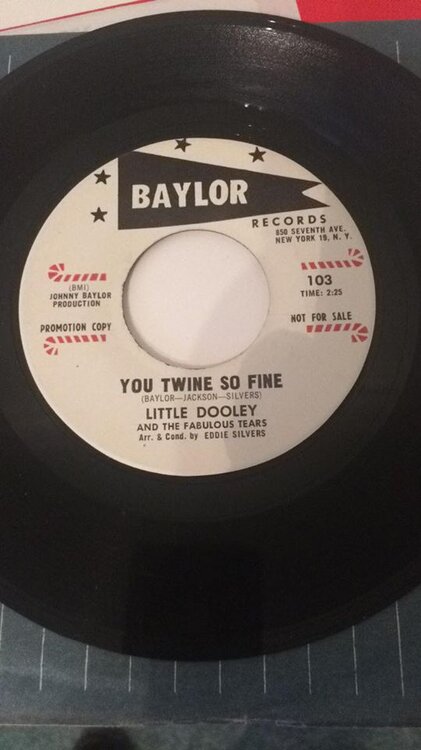 BAYLOR
RECORDS
850 SEVENTH AVE.
NEW YORK 19, N. Y.
(BMI)
JOHNNY BAYLOR
PRODUCTION
103
TIME: 2:25
PROMOTION COPY
NOT FOR SALE
YOU TWINE SO FINE
(BAYLOR—JACKSON—SILVERS)
LITTLE DOOLEY
AND THE FABULOUS TEARS
Arr. & Cond. by EDDIE SILVERS